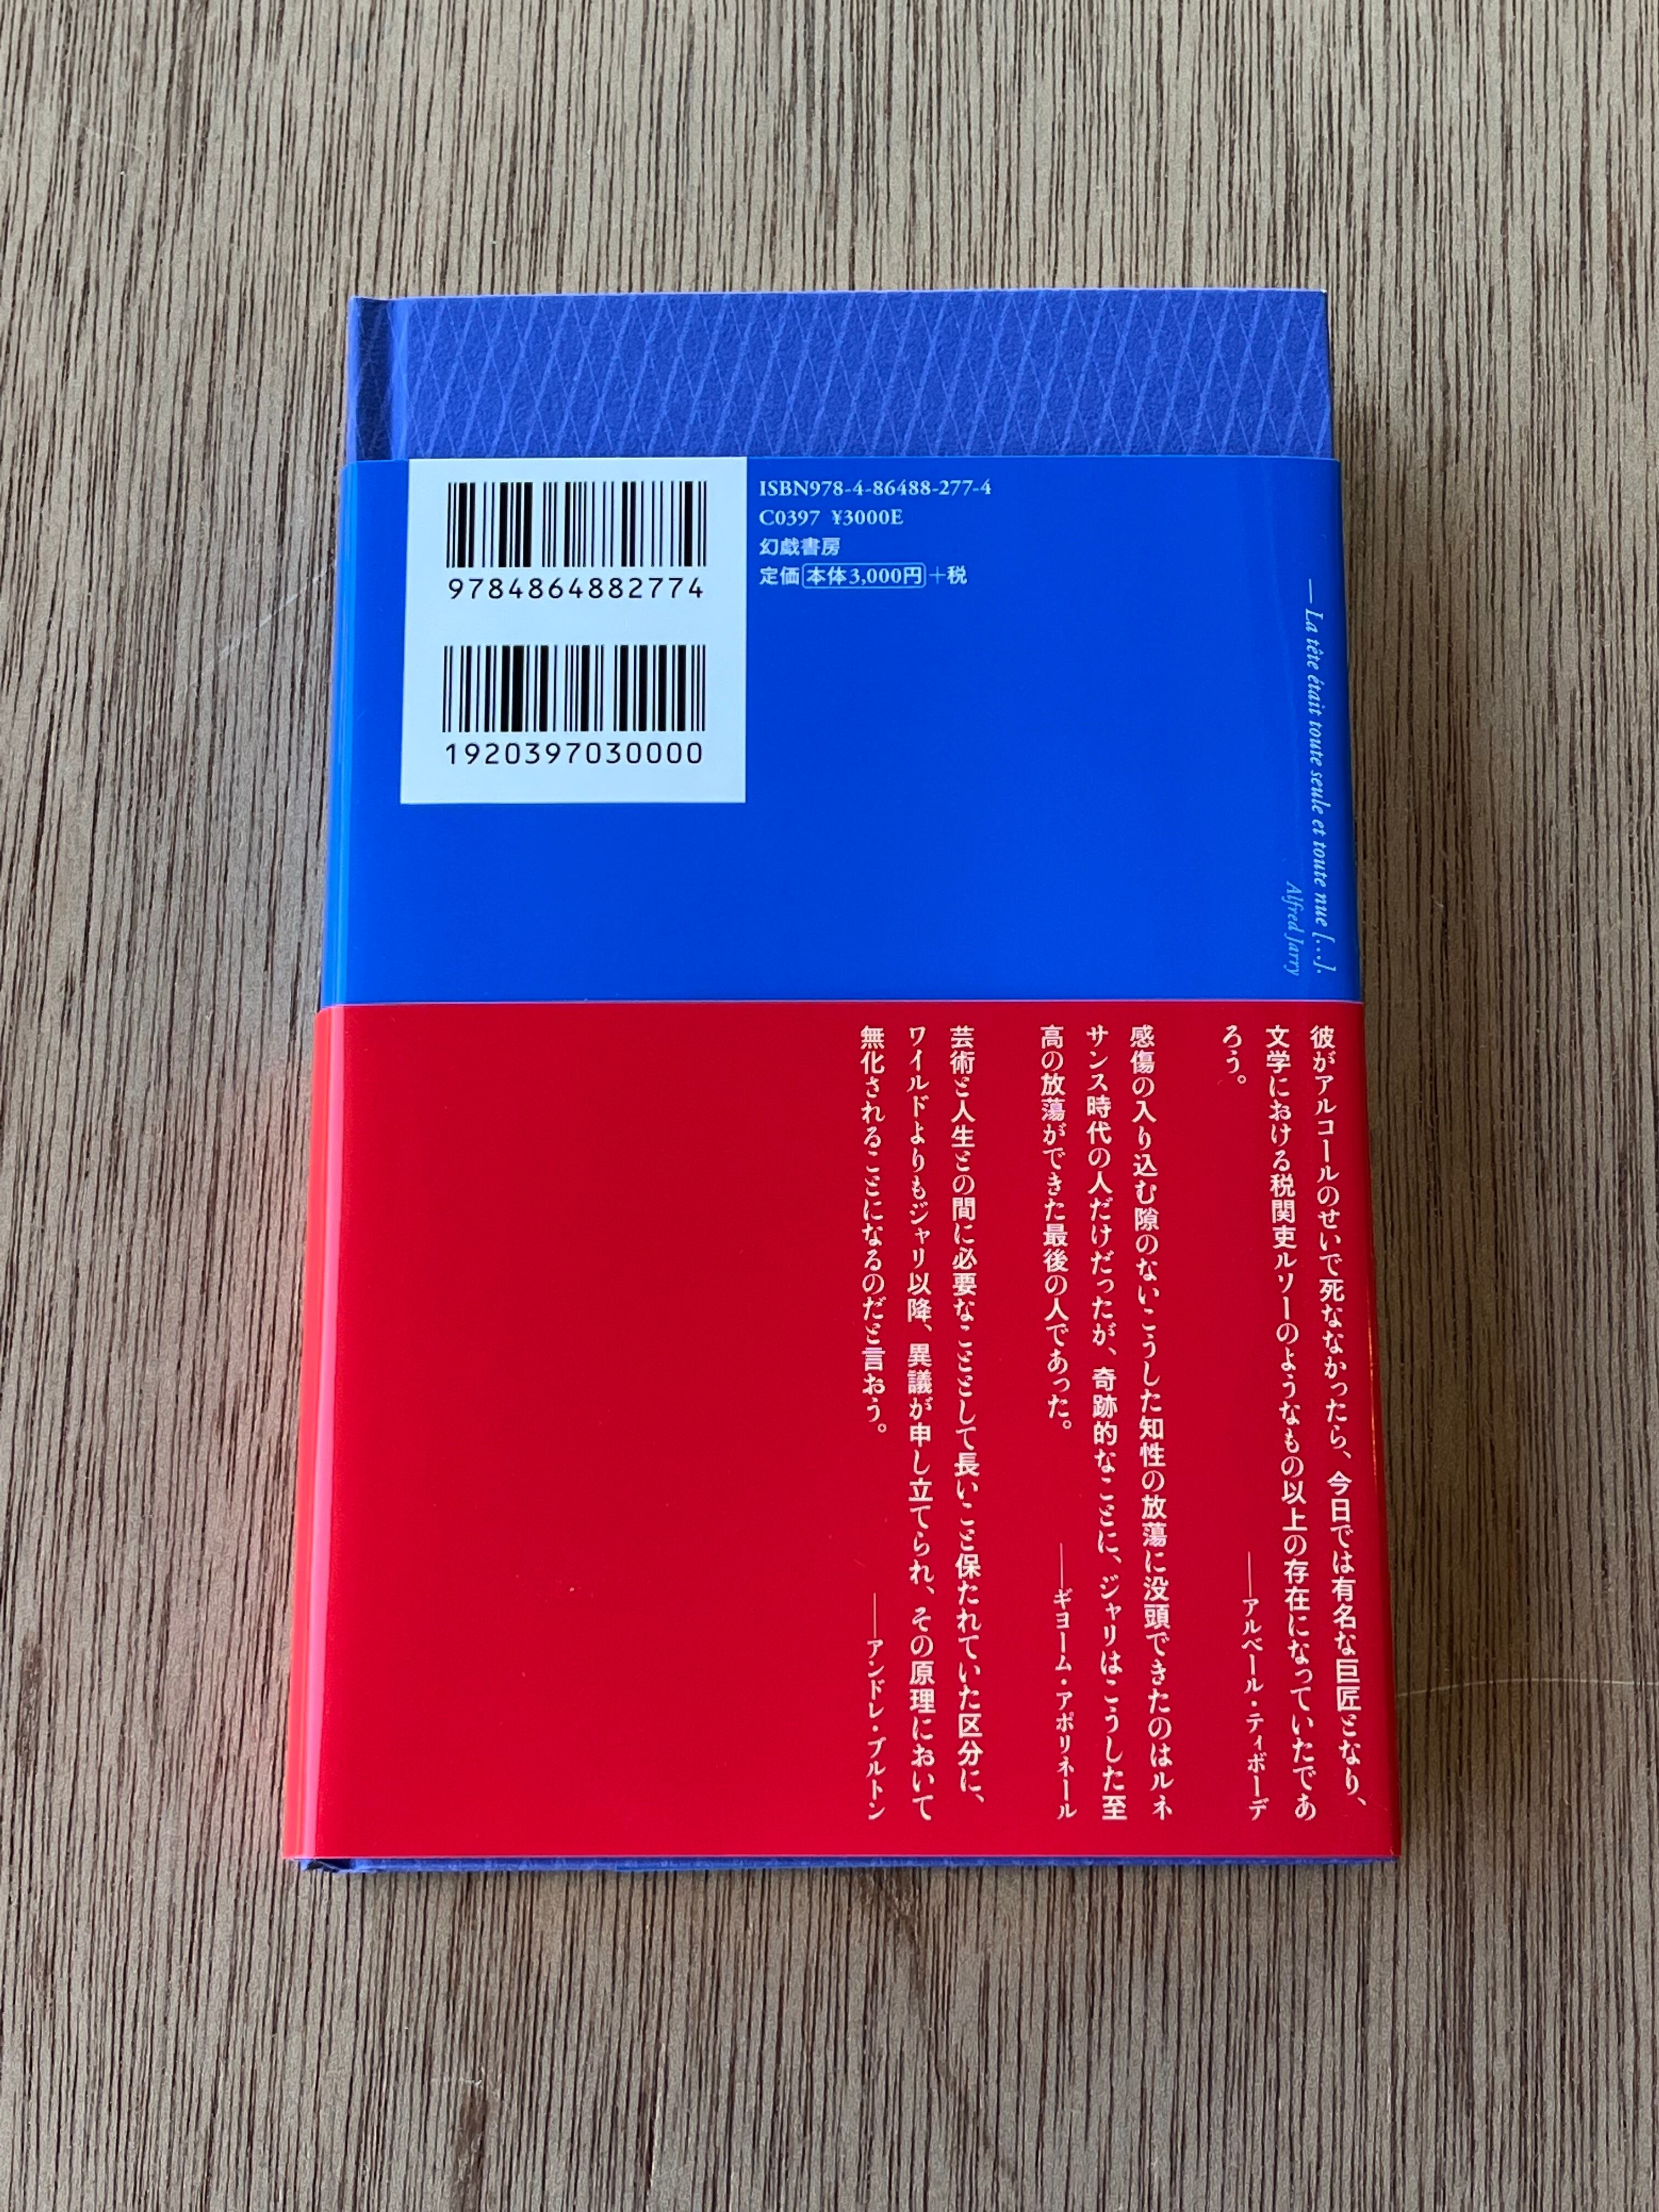 9784864882774
1920397030000
ISBN978-4-86488-277-4
C0397 ¥3000E
幻戯書房
定価本体3,000円+税
—La tête était toute seule et toute nue [...].
Alfred Jarry
彼がアルコールのせいで死ななかったら、今日では有名な巨匠となり、
文学における税関吏ルソーのようなもの以上の存在になっていたであ
ろう。
——アルベール・ティボーデ
感傷の入り込む隙のないこうした知性の放蕩に没頭できたのはルネ
サンス時代の人だけだったが、奇跡的なことに、ジャリはこうした至
高の放蕩ができた最後の人であった。
——ギヨーム・アポリネール
芸術と人生との間に必要なこととして長いこと保たれていた区分に、
ワイルドよりもジャリ以降、異議が申し立てられ、その原理において
無化されることになるのだと言おう。
——アンドレ・ブルトン